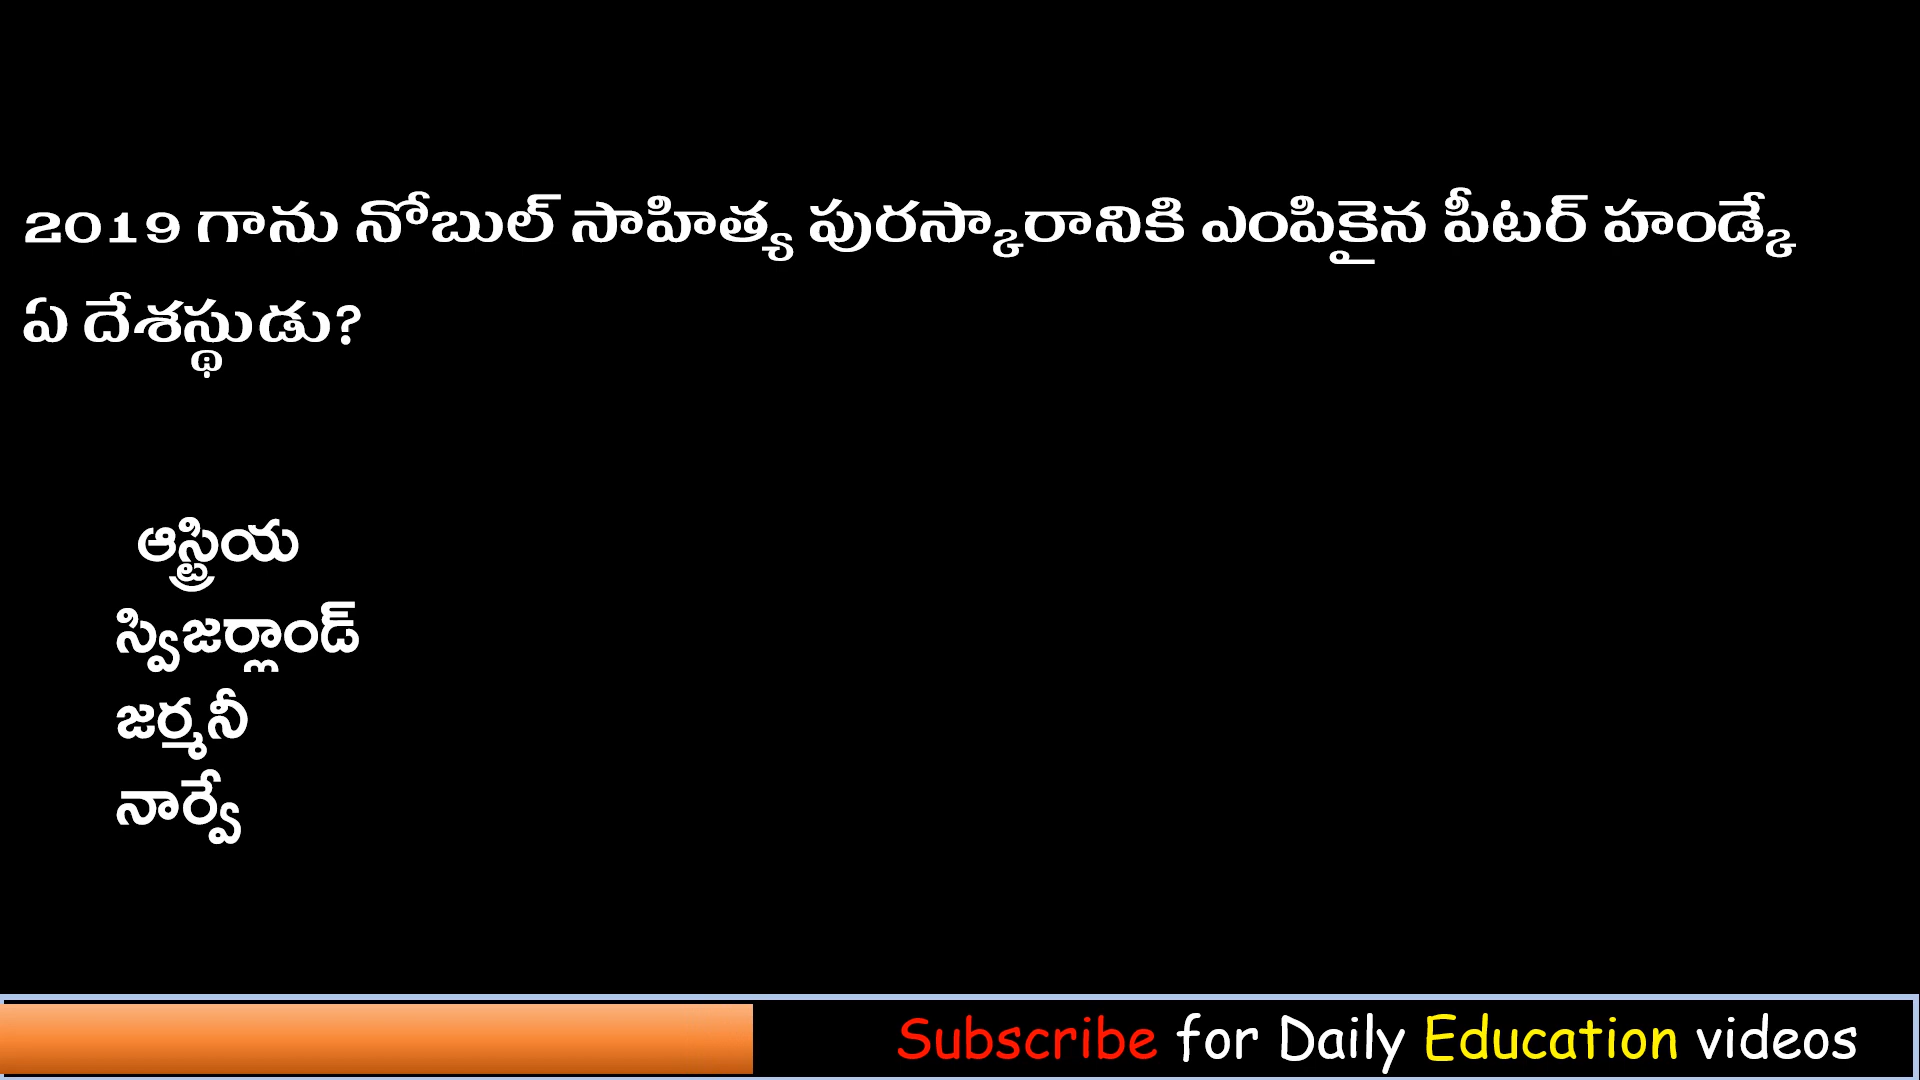 2019 గాను నోబుల్ సాహిత్య పురస్కారానికి ఎంపికైన పీటర్ హండ్కే
ఏ దేశస్థుడు?
ఆస్ట్రియ
స్విజర్లాండ్
జర్మనీ
నార్వే
Subscribe for Daily Education videos